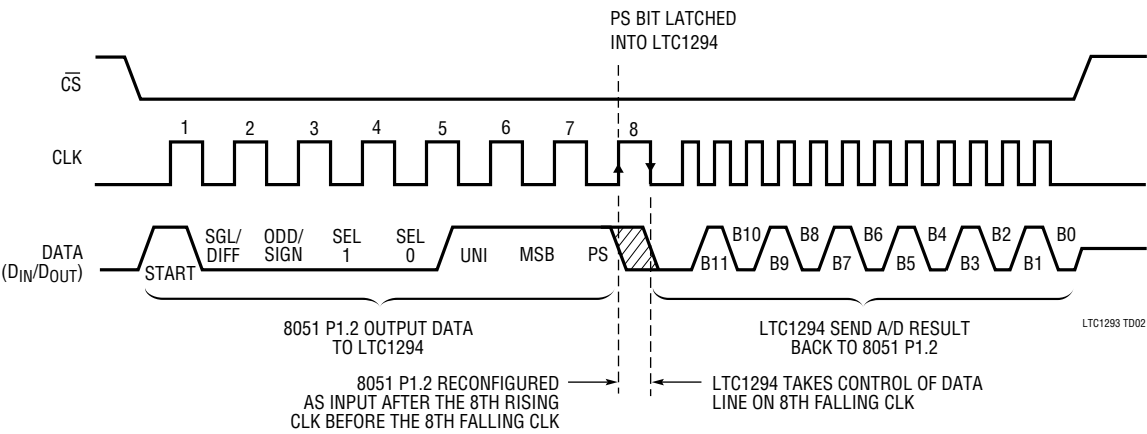 PS BIT LATCHED
INTO LTC1294
CS
1 2 3 4 5 6 7 8
CLK
DATA
(DIN/DOUT)
START
SGL/
DIFF
ODD/
SIGN
SEL
1
SEL
0
UNI
MSB
PS
B11
B10
B9
B8
B7
B6
B5
B4
B3
B2
B1
B0
8051 P1.2 OUTPUT DATA
TO LTC1294
LTC1294 SEND A/D RESULT
BACK TO 8051 P1.2
LTC1293 TD02
8051 P1.2 RECONFIGURED
AS INPUT AFTER THE 8TH RISING
CLK BEFORE THE 8TH FALLING CLK
LTC1294 TAKES CONTROL OF DATA
LINE ON 8TH FALLING CLK